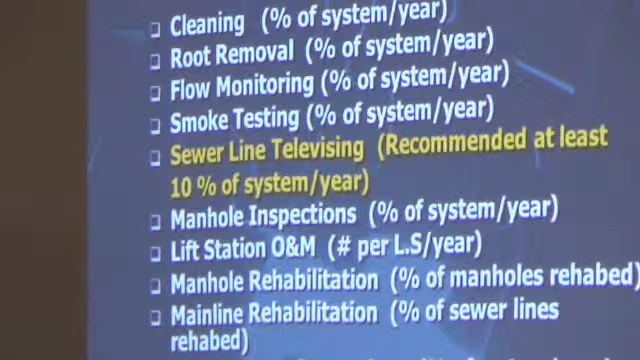 Cleaning (% of system/year)
Root Removal (% of system/year)
Flow Monitoring (% of system/year)
Smoke Testing (% of system/year)
Sewer Line Televising (Recommended at least
10 % of system/year)
Manhole Inspections (% of system/year)
Lift Station O&M (# per L.S/year)
Manhole Rehabilitation (% of manholes rehabed)
Mainline Rehabilitation (% of sewer lines
rehabed)